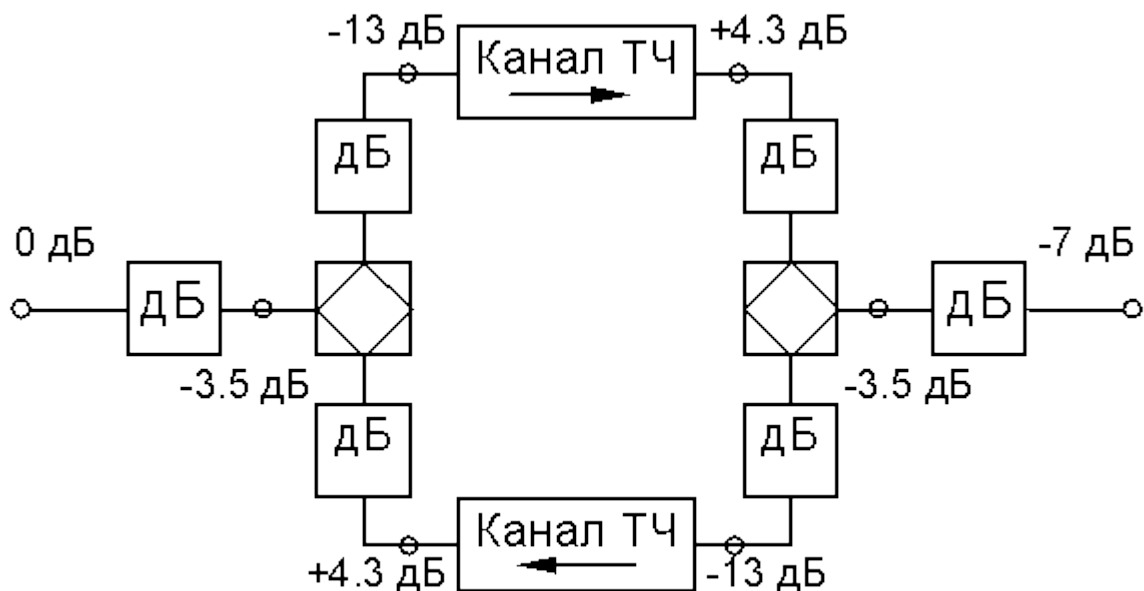 -13 дБ
Канал ТЧ
+4.3 дБ
дБ
дБ
0 дБ
дБ
-3.5 дБ
дБ
-7 дБ
-3.5 дБ
дБ
дБ
+4.3 дБ
Канал ТЧ
-13 дБ